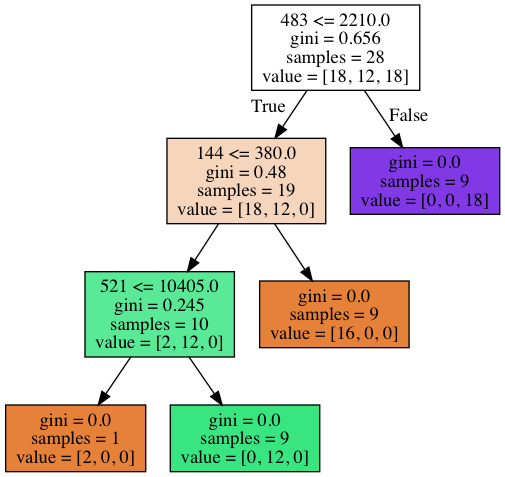 483 <= 2210.0
gini = 0.656
samples = 28
value = [18, 12, 18]
True
False
144 <= 380.0
gini = 0.48
samples = 19
value = [18, 12, 0]
gini = 0.0
samples = 9
value = [0, 0, 18]
521 <= 10405.0
gini = 0.245
samples = 10
value = [2, 12, 0]
gini = 0.0
samples = 9
value = [16, 0, 0]
gini = 0.0
samples = 1
value = [2, 0, 0]
gini = 0.0
samples = 9
value = [0, 12, 0]